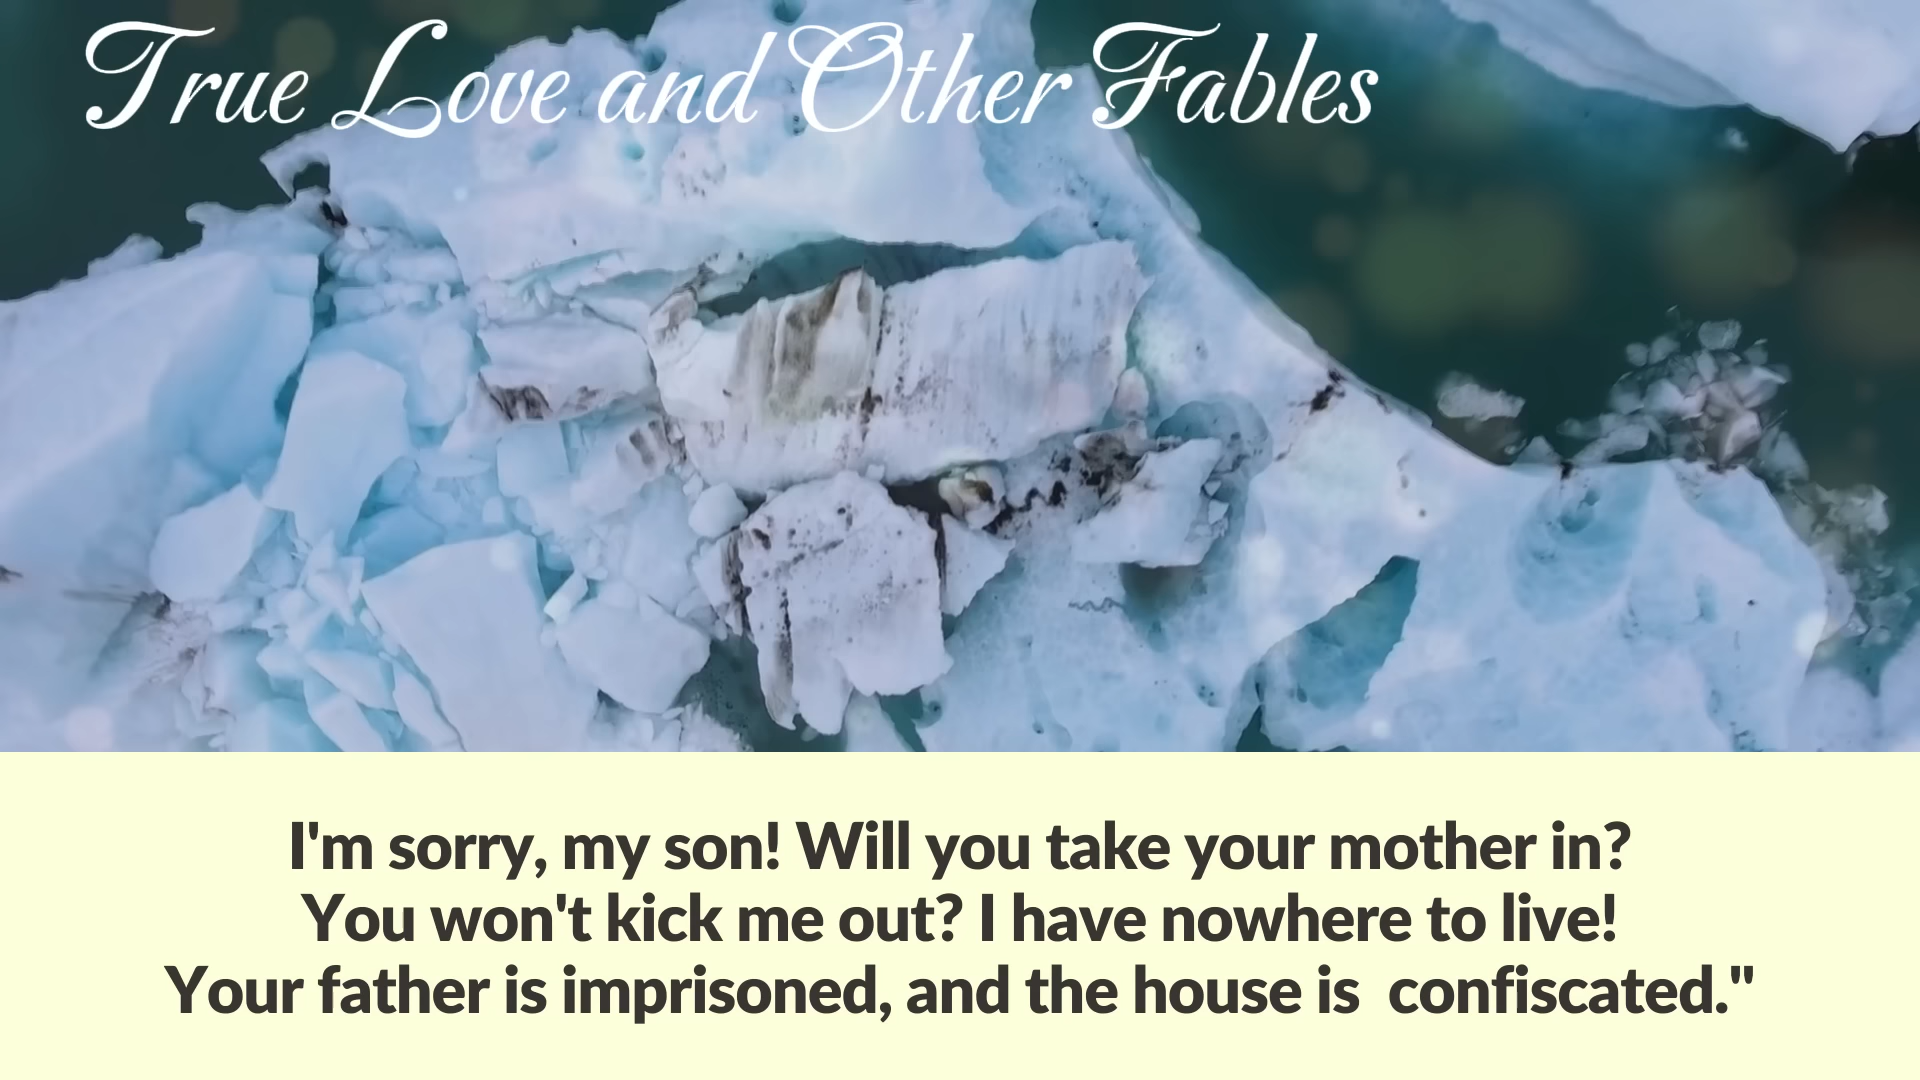 True Love and Other Fables
I'm sorry, my son! Will you take your mother in?
You won't kick me out? I have nowhere to live!
Your father is imprisoned, and the house is  confiscated."